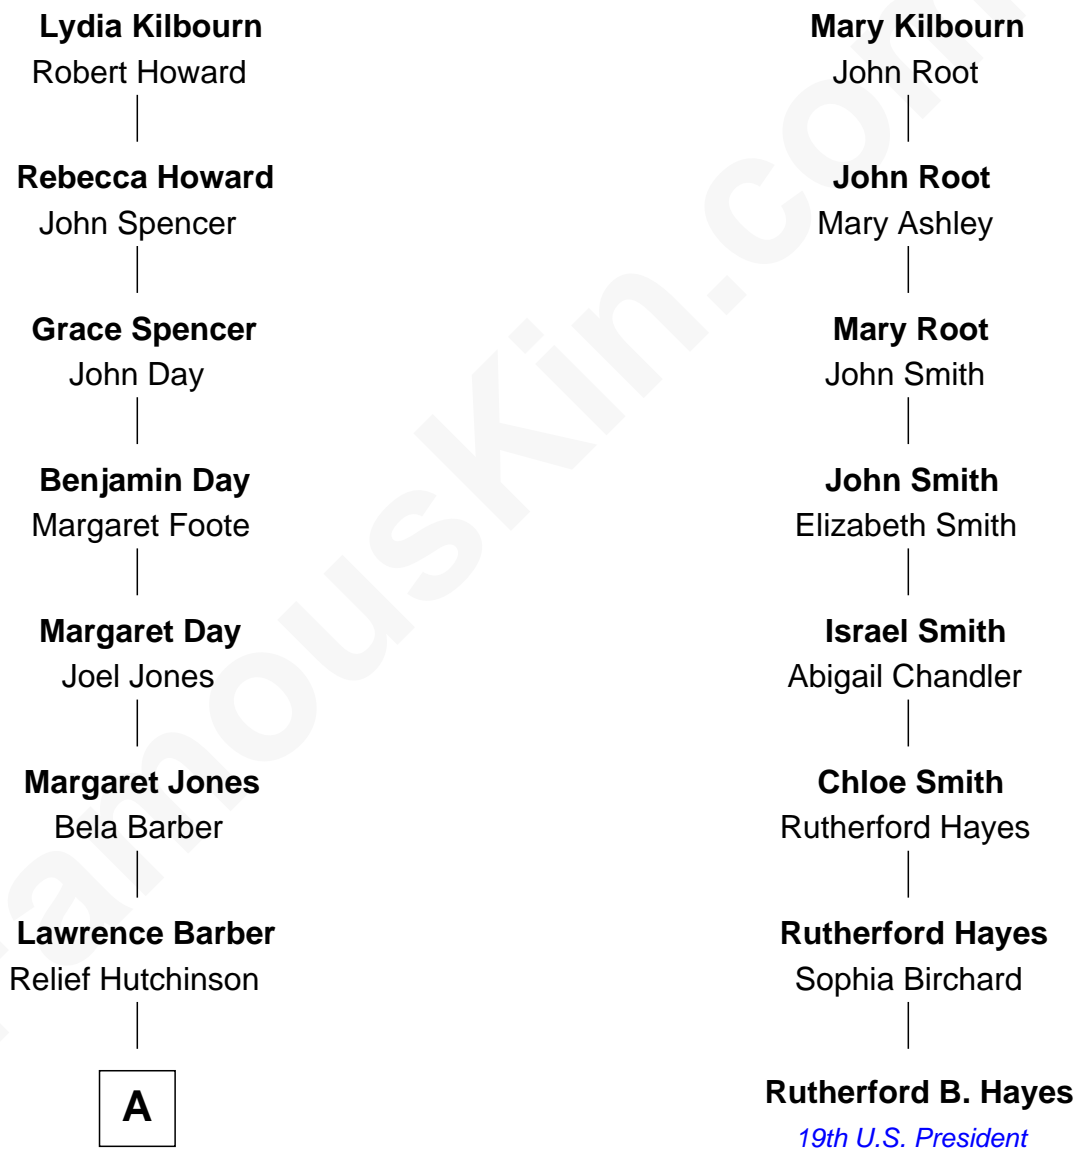 Lydia Kilbourn
Robert Howard
Rebecca Howard
John Spencer
Grace Spencer
John Day
Benjamin Day
Margaret Foote
Margaret Day
Joel Jones
Margaret Jones
Bela Barber
Lawrence Barber
Relief Hutchinson
A
Mary Kilbourn
John Root
John Root
Mary Ashley
Mary Root
John Smith
John Smith
Elizabeth Smith
Israel Smith
Abigail Chandler
Chloe Smith
Rutherford Hayes
Rutherford Hayes
Sophia Birchard
Rutherford B. Hayes
19th U.S. President
FamousKin.com